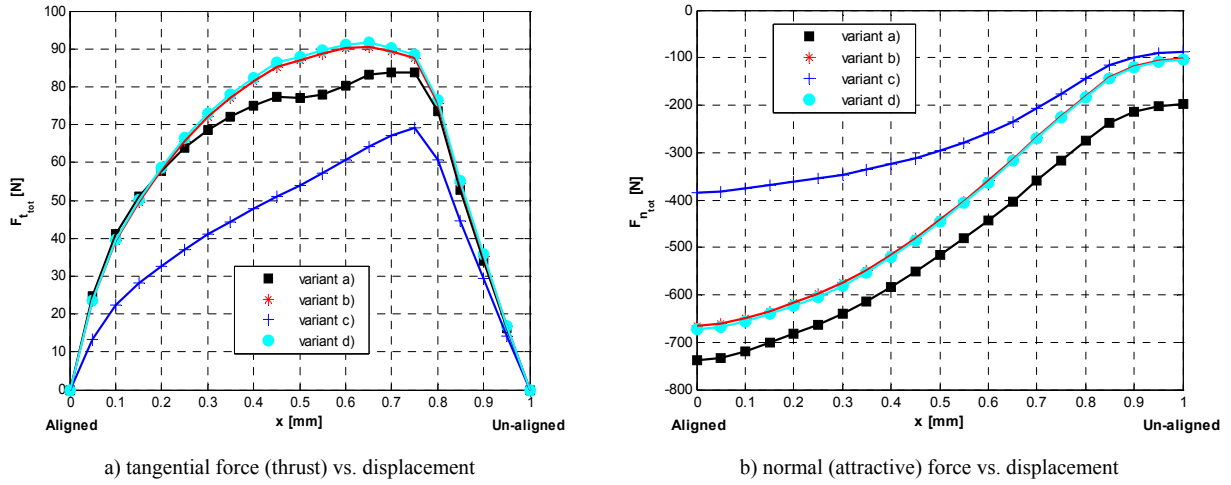 100
90
80
70
60
50
40
30
20
10
0
F_t_tot [N]
variant a)
variant b)
variant c)
variant d)
0 0.1 0.2 0.3 0.4 0.5 0.6 0.7 0.8 0.9 1
Aligned x [mm] Un-aligned
a) tangential force (thrust) vs. displacement
0
-100
-200
-300
-400
-500
-600
-700
-800
F_n_tot [N]
variant a)
variant b)
variant c)
variant d)
0 0.1 0.2 0.3 0.4 0.5 0.6 0.7 0.8 0.9 1
Aligned x [mm] Un-aligned
b) normal (attractive) force vs. displacement